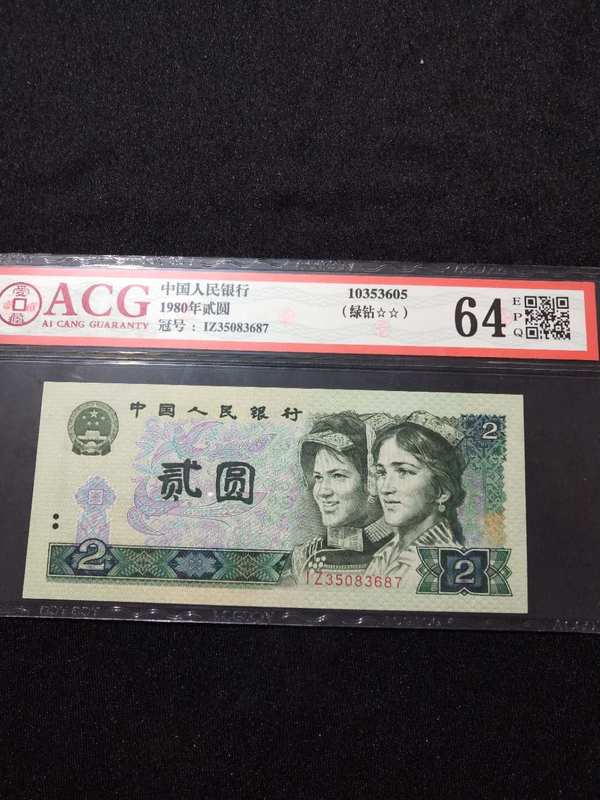 ACG
AI CANG GUARANTY
中国人民银行
1980年贰圆
冠号：IZ35083687
10353605
（绿钻☆☆）
64
EPQ
中国人民银行
2
贰圆
2
IZ35083687
2